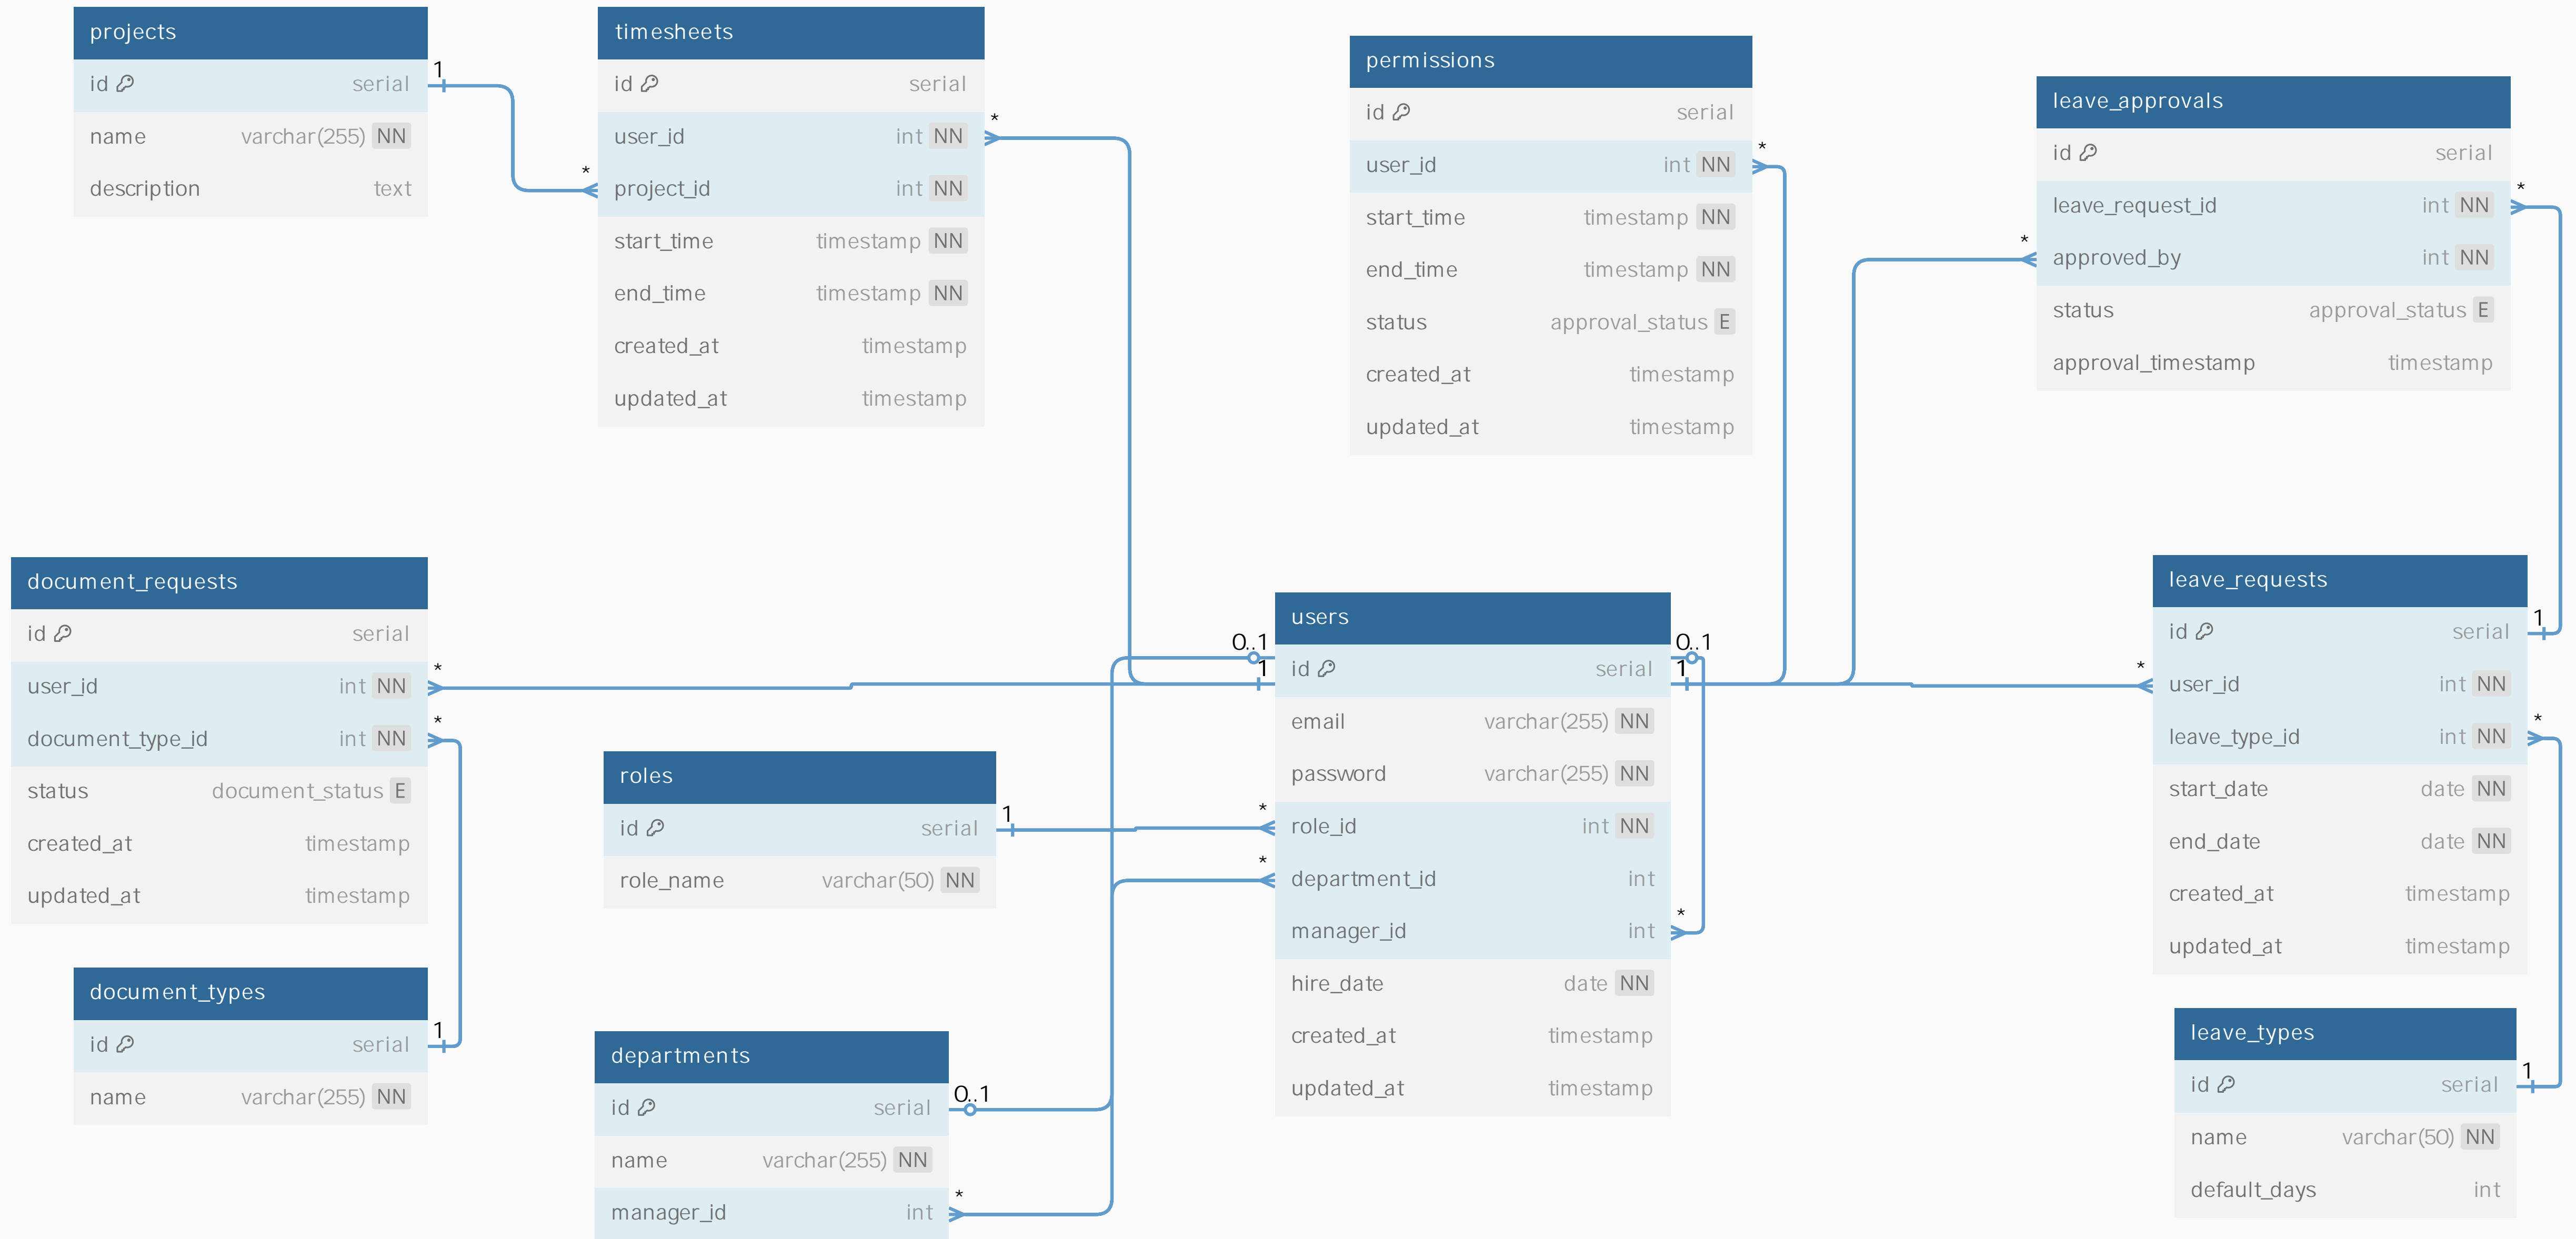 projects
id serial
name varchar(255) NN
description text
1
*
timesheets
id serial
user_id int NN
project_id int NN
start_time timestamp NN
end_time timestamp NN
created_at timestamp
updated_at timestamp
*
permissions
id serial
user_id int NN
start_time timestamp NN
end_time timestamp NN
status approval_status E
created_at timestamp
updated_at timestamp
*
leave_approvals
id serial
leave_request_id int NN
approved_by int NN
status approval_status E
approval_timestamp timestamp
*
*
document_requests
id serial
user_id int NN
document_type_id int NN
status document_status E
created_at timestamp
updated_at timestamp
*
*
document_types
id serial
name varchar(255) NN
1
roles
id serial
role_name varchar(50) NN
1
departments
id serial
name varchar(255) NN
manager_id int
0..1
*
users
id serial
email varchar(255) NN
password varchar(255) NN
role_id int NN
department_id int
manager_id int
hire_date date NN
created_at timestamp
updated_at timestamp
0..1
1
*
*
0..1
1
*
leave_requests
id serial
user_id int NN
leave_type_id int NN
start_date date NN
end_date date NN
created_at timestamp
updated_at timestamp
1
*
*
leave_types
id serial
name varchar(50) NN
default_days int
1